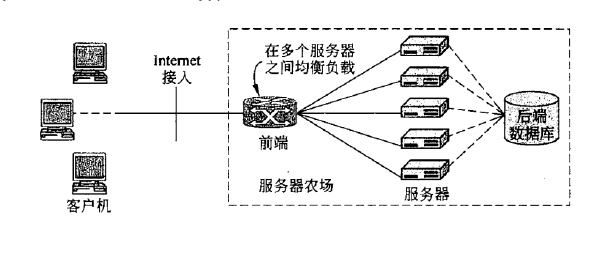 Internet
接入
在多个服务器
之间均衡负载
前端
后端
数据库
服务器农场
服务器
客户机